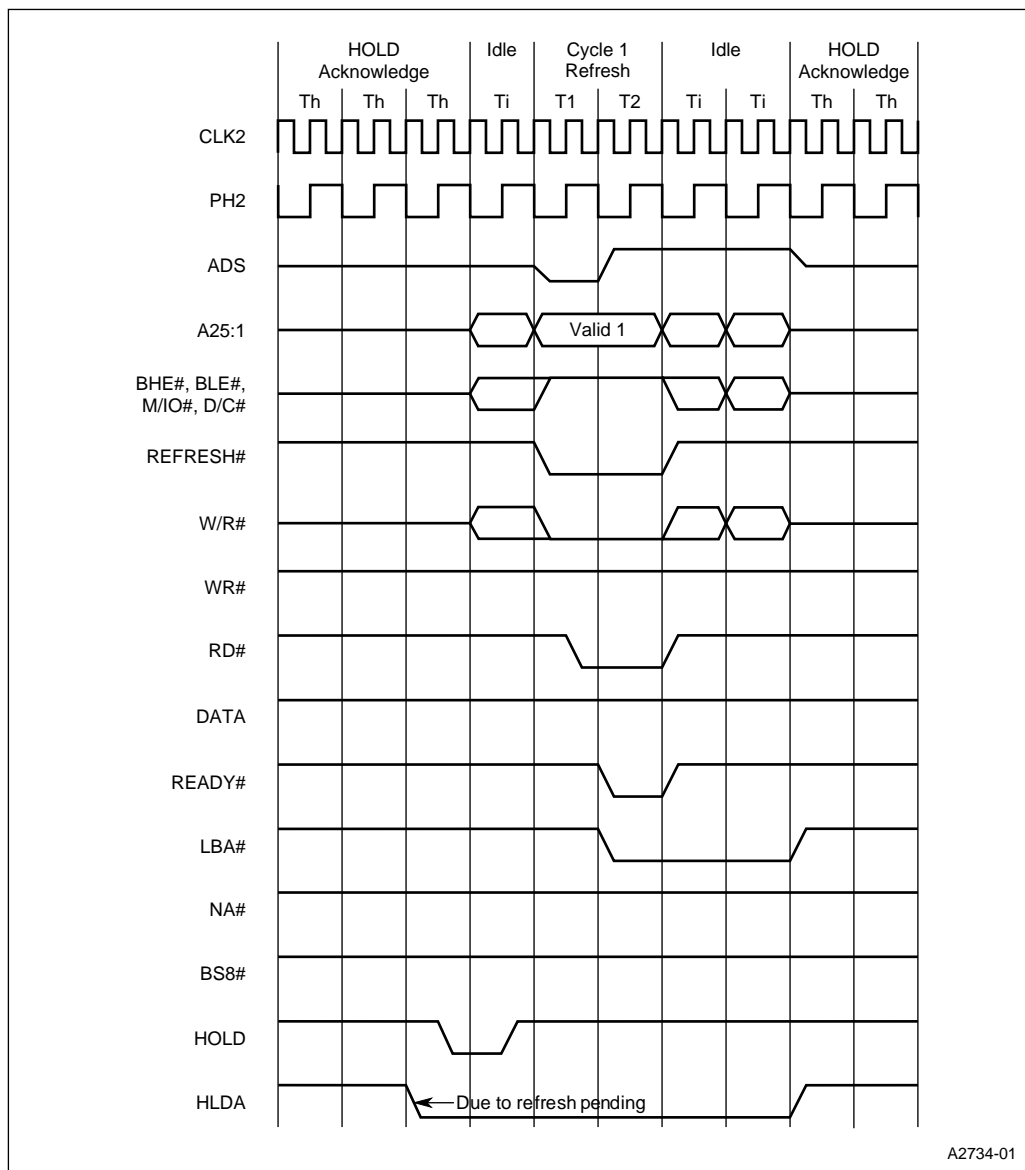 HOLD Acknowledge
Idle
Cycle 1 Refresh
Idle
HOLD Acknowledge
Th Th Th Ti T1 T2 Ti Ti Th Th
CLK2
PH2
ADS
A25:1
Valid 1
BHE#, BLE#,
M/IO#, D/C#
REFRESH#
W/R#
WR#
RD#
DATA
READY#
LBA#
NA#
BS8#
HOLD
HLDA
Due to refresh pending
A2734-01